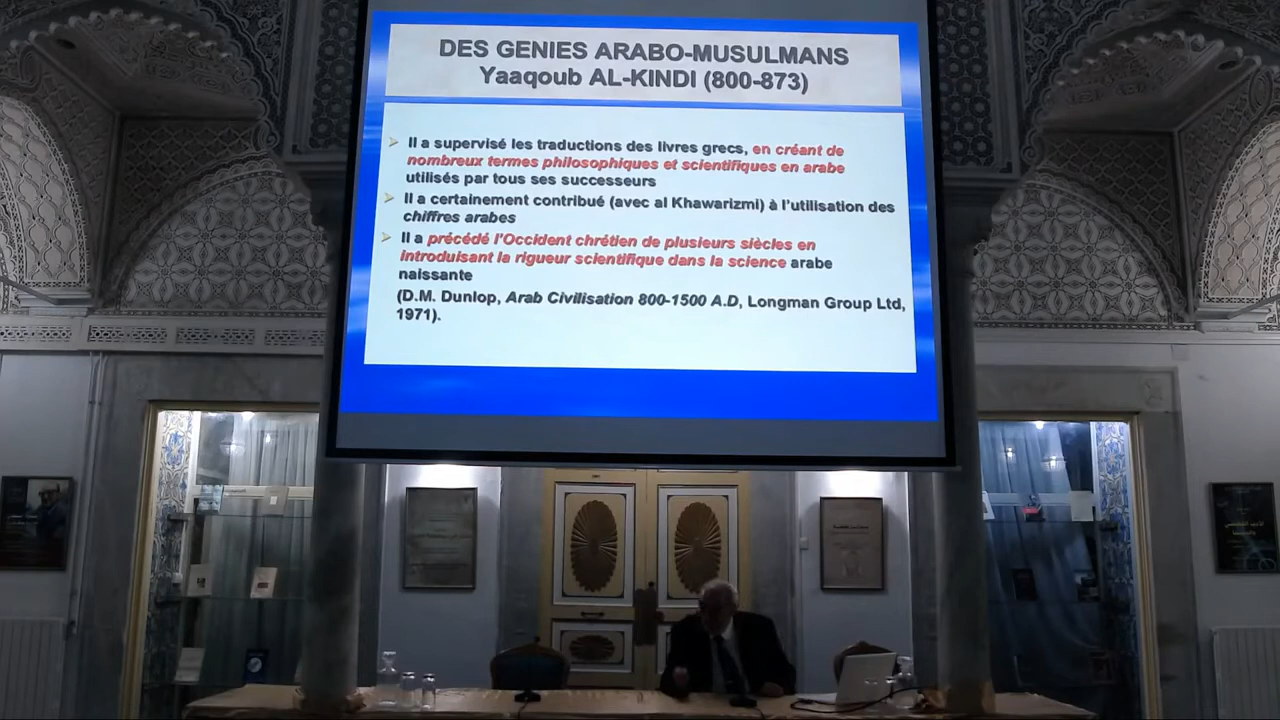 DES GENIES ARABO-MUSULMANS
Yaaqoub AL-KINDI (800-873)
Il a supervisé les traductions des livres grecs, en créant de
nombreux termes philosophiques et scientifiques en arabe
utilisés par tous ses successeurs
Il a certainement contribué (avec al Khawarizmi) à l'utilisation des
chiffres arabes
Il a précédé l'Occident chrétien de plusieurs siècles en
introduisant la rigueur scientifique dans la science arabe
naissante
(D.M. Dunlop, Arab Civilisation 800-1500 A.D, Longman Group Ltd,
1971).